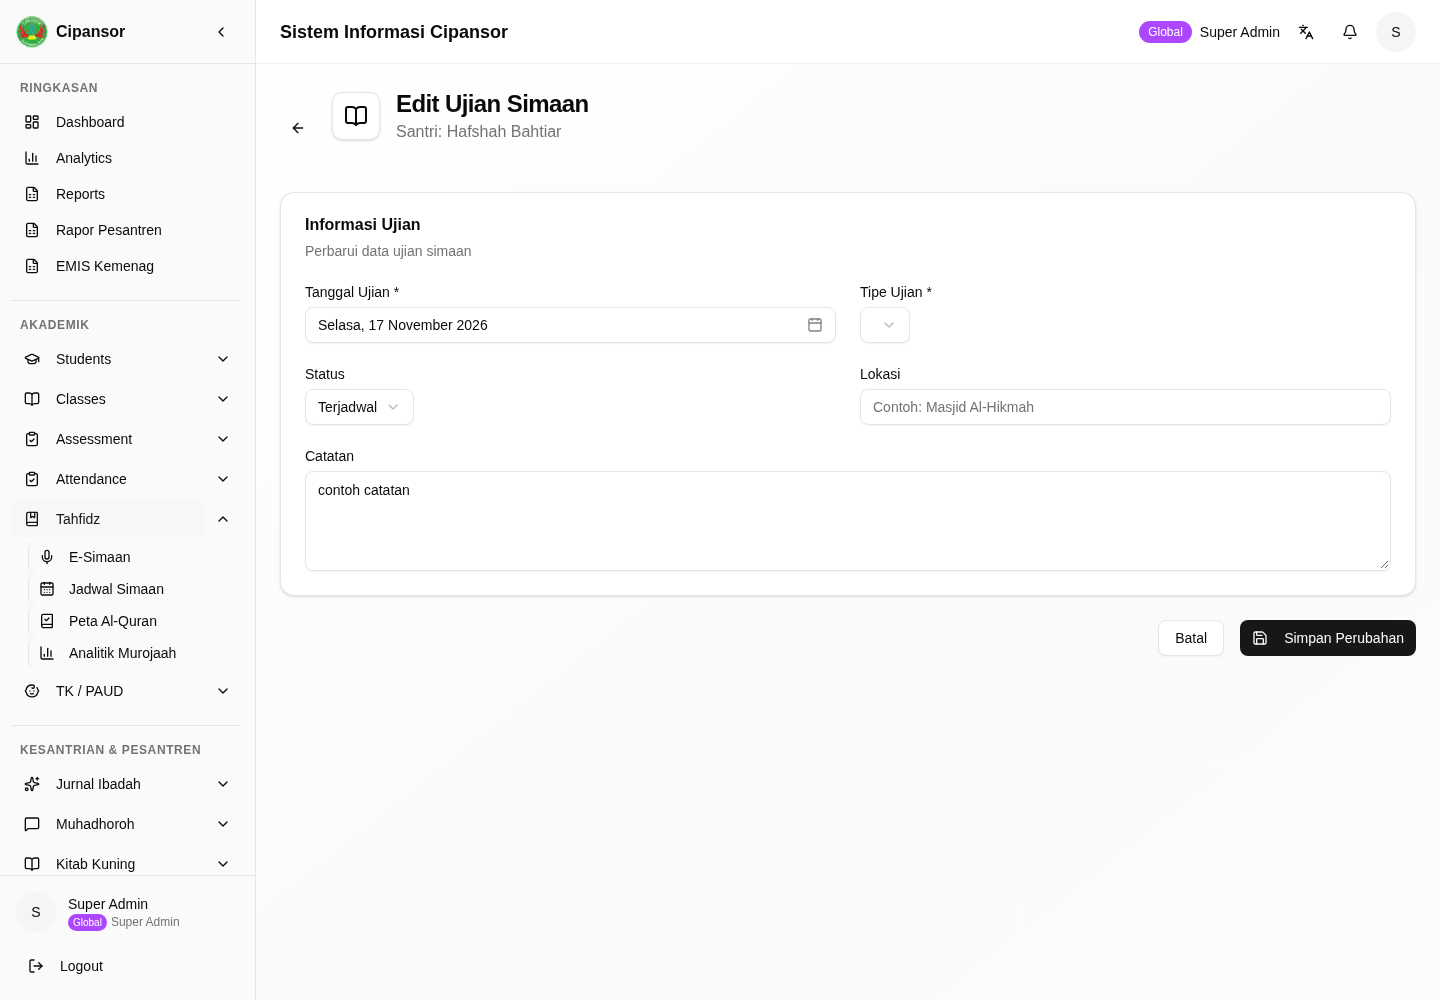 Cipansor
Sistem Informasi Cipansor
Global
Super Admin
S
RINGKASAN
Dashboard
Analytics
Reports
Rapor Pesantren
EMIS Kemenag
AKADEMIK
Students
Classes
Assessment
Attendance
Tahfidz
E-Simaan
Jadwal Simaan
Peta Al-Quran
Analitik Murojaah
TK / PAUD
KESANTRIAN & PESANTREN
Jurnal Ibadah
Muhadhoroh
Kitab Kuning
S
Super Admin
Global
Super Admin
Logout
Edit Ujian Simaan
Santri: Hafshah Bahtiar
Informasi Ujian
Perbarui data ujian simaan
Tanggal Ujian *
Selasa, 17 November 2026
Tipe Ujian *
Status
Terjadwal
Lokasi
Contoh: Masjid Al-Hikmah
Catatan
contoh catatan
Batal
Simpan Perubahan